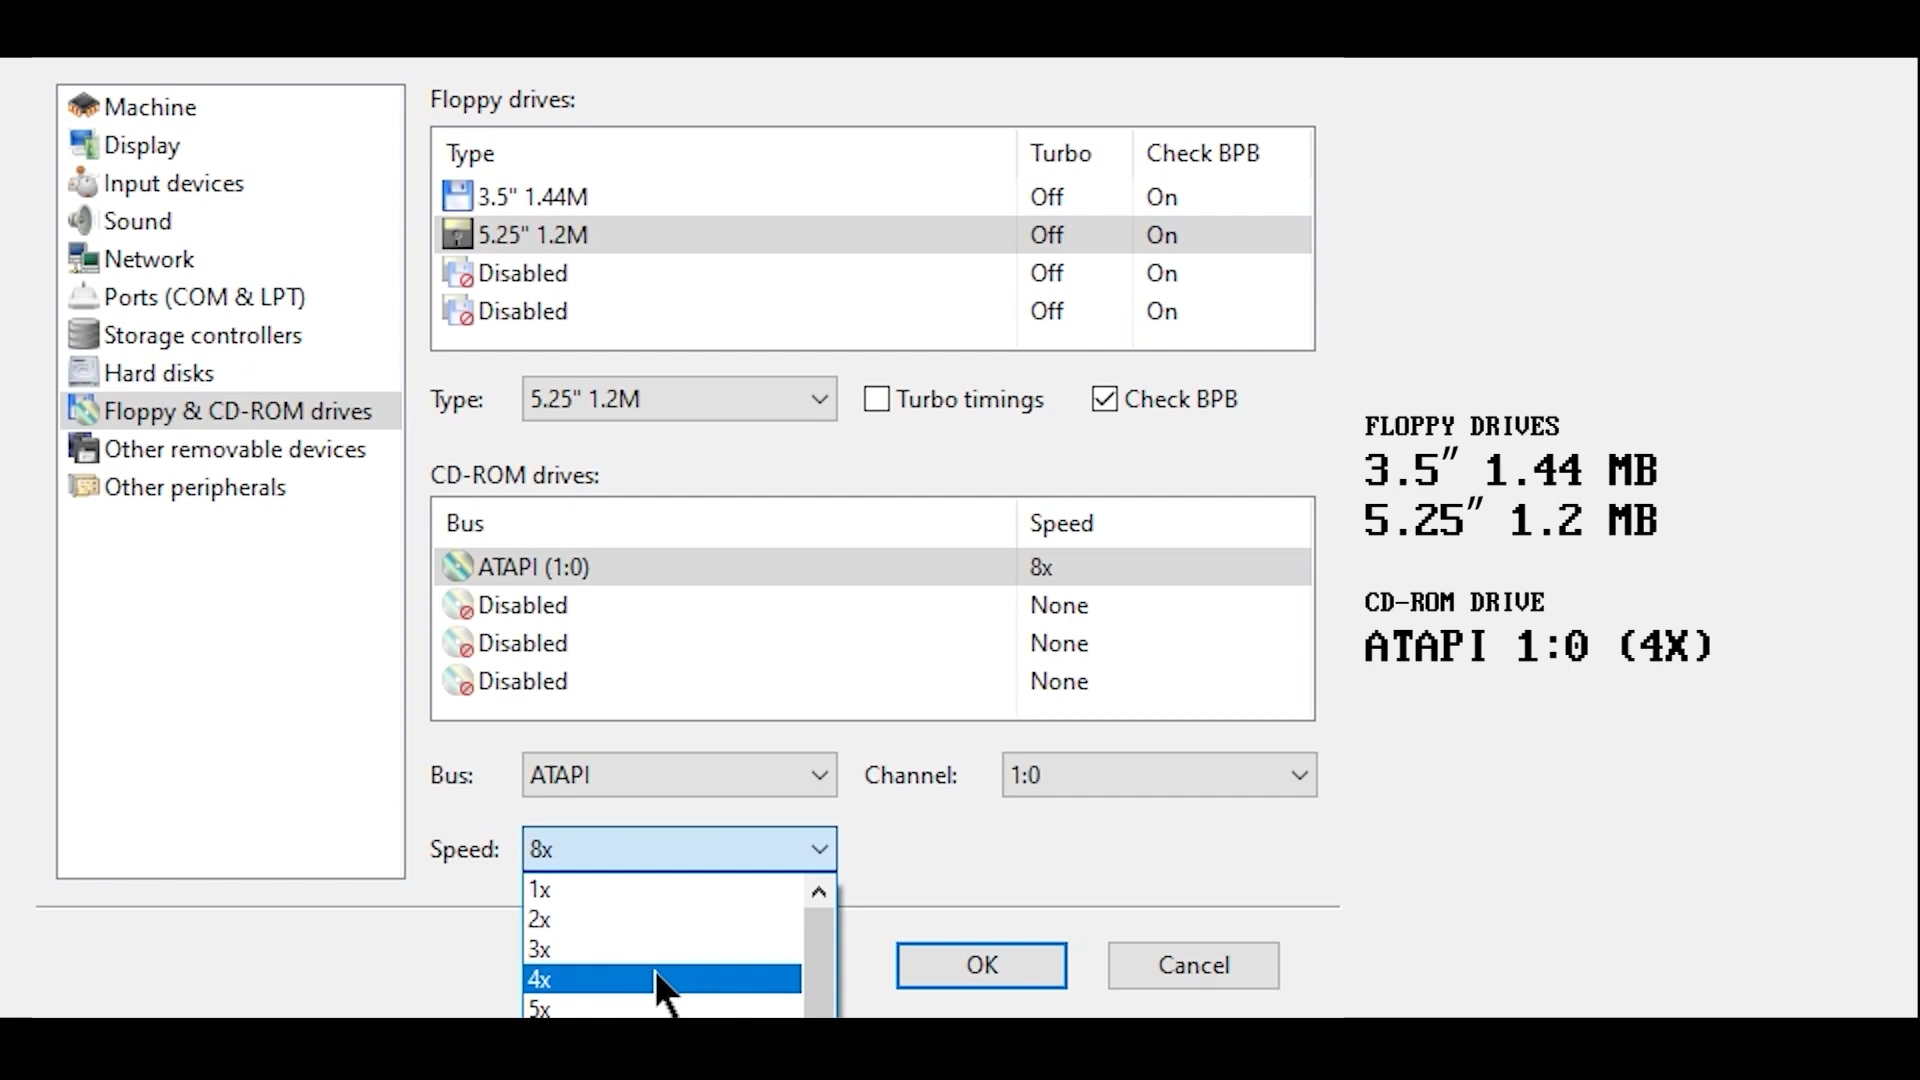 Machine
Display
Input devices
Sound
Network
Ports (COM & LPT)
Storage controllers
Hard disks
Floppy & CD-ROM drives
Other removable devices
Other peripherals
Floppy drives:
Type Turbo Check BPB
3.5" 1.44M Off On
5.25" 1.2M Off On
Disabled Off On
Disabled Off On
Type: 5.25" 1.2M Turbo timings Check BPB
CD-ROM drives:
Bus Speed
ATAPI (1:0) 8x
Disabled None
Disabled None
Disabled None
Bus: ATAPI Channel: 1:0
Speed: 8x
1x
2x
3x
4x
5x
OK Cancel
FLOPPY DRIVES
3.5" 1.44 MB
5.25" 1.2 MB
CD-ROM DRIVE
ATAPI 1:0 (4X)